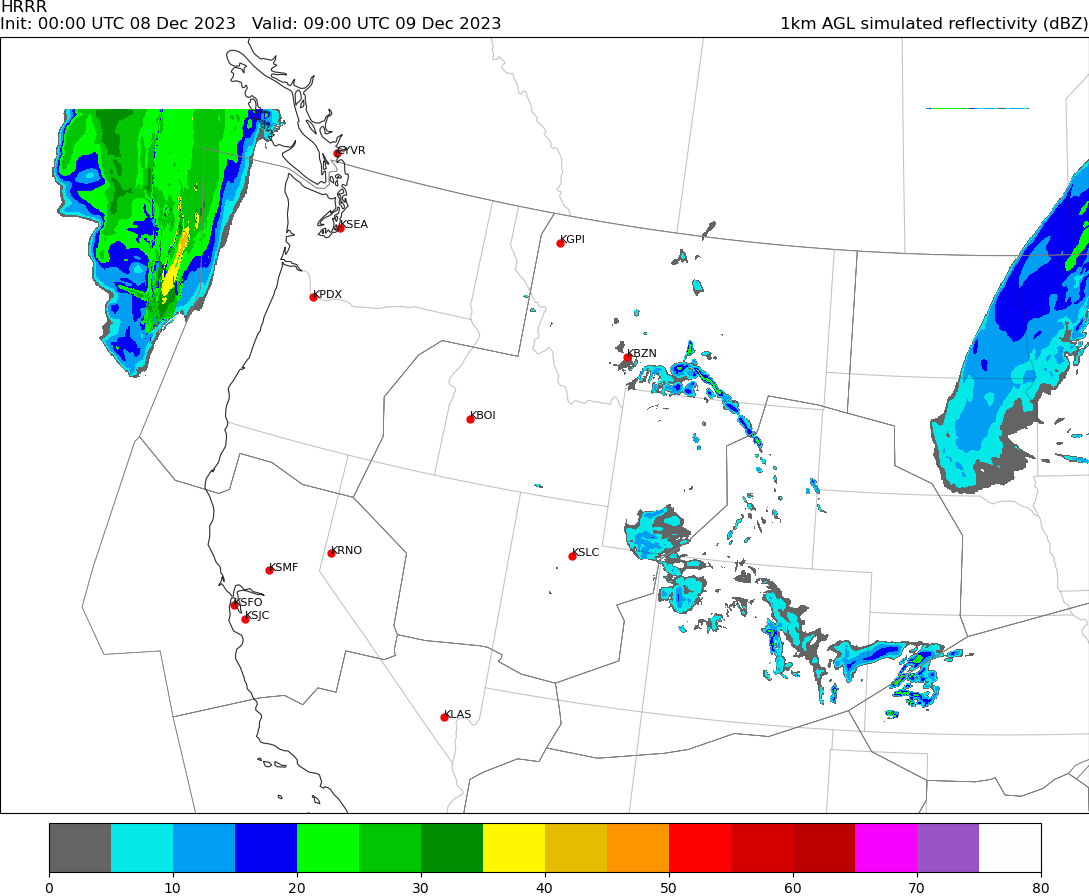 HRRR
Init: 00:00 UTC 08 Dec 2023   Valid: 09:00 UTC 09 Dec 2023   1km AGL simulated reflectivity (dBZ)
CYVR
KSEA
KGPI
KPDX
KBZN
KBOI
KRNO
KSLC
KSMF
KSFO
KSJC
KLAS
0 10 20 30 40 50 60 70 80